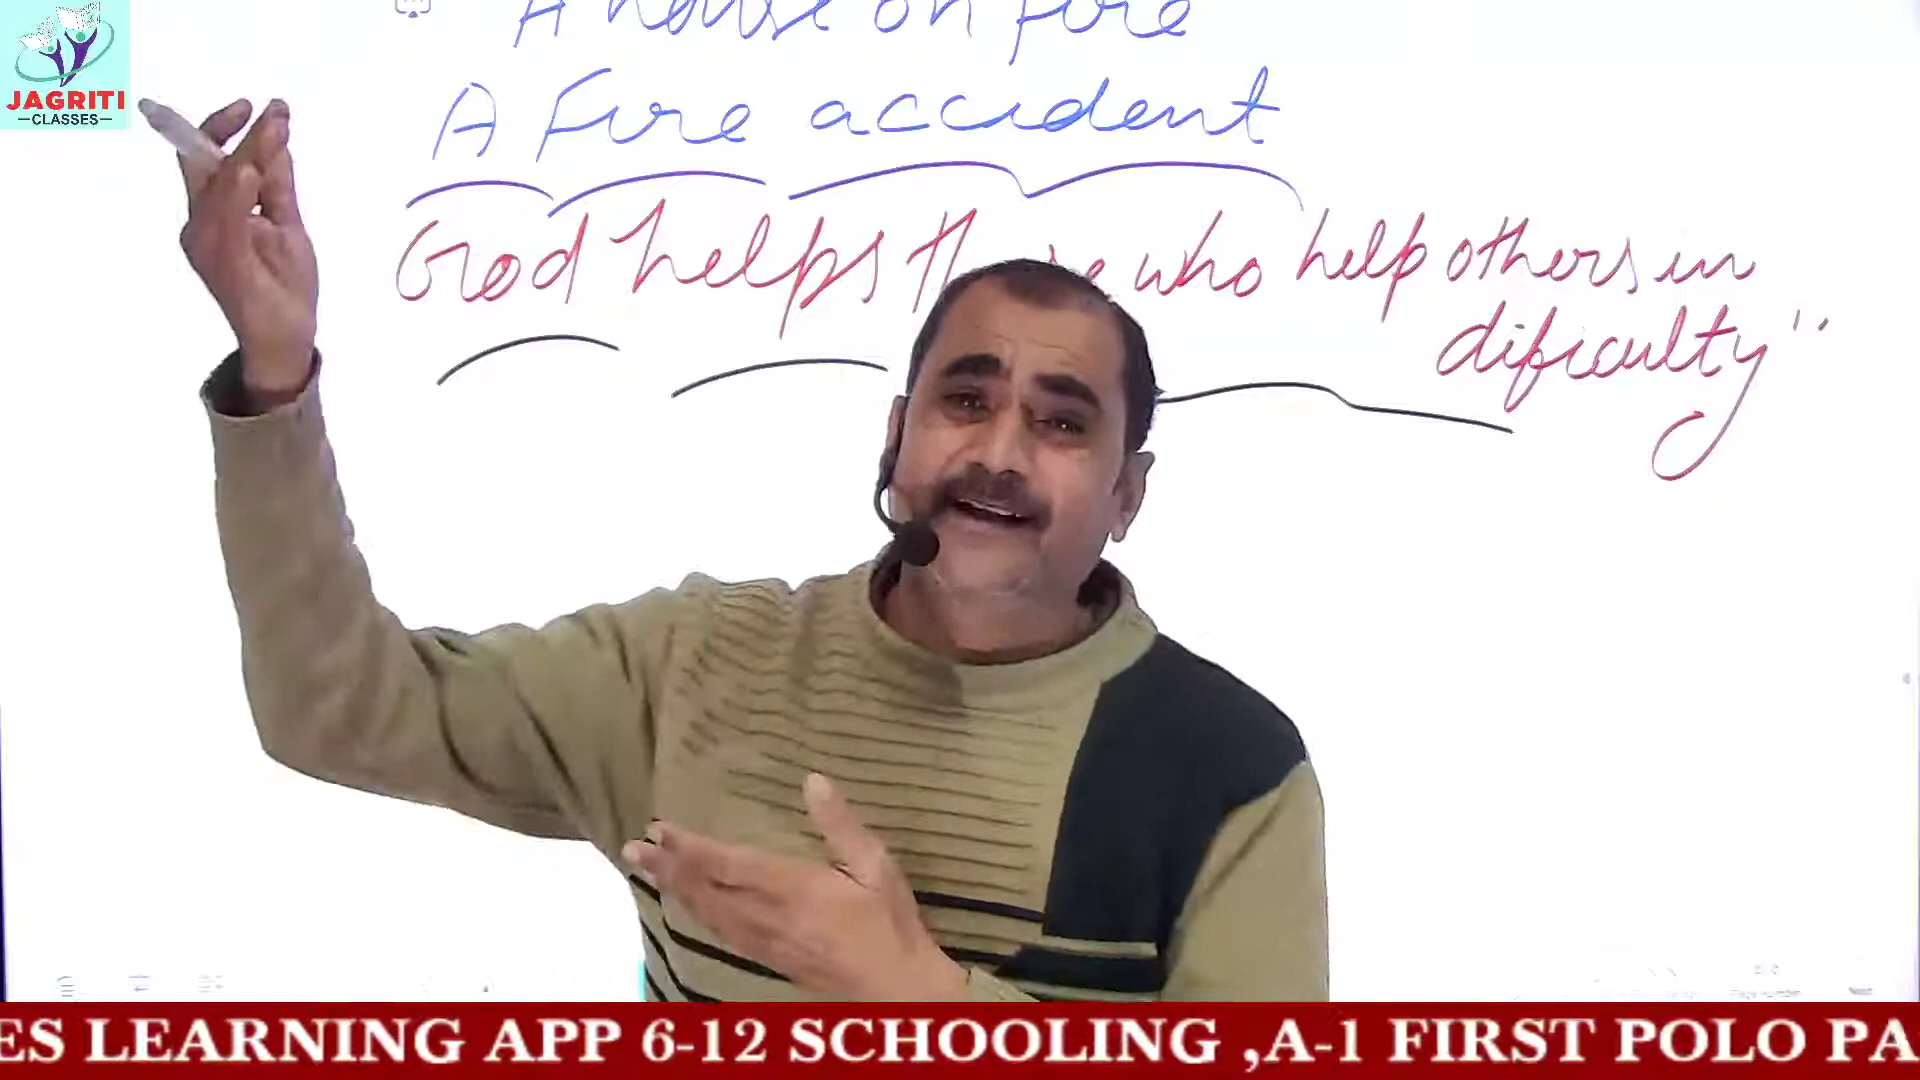 A house on fire
A fire accident
God helps those who help others in
dificulty"
JAGRITI
CLASSES
ES LEARNING APP 6-12 SCHOOLING ,A-1 FIRST POLO PA